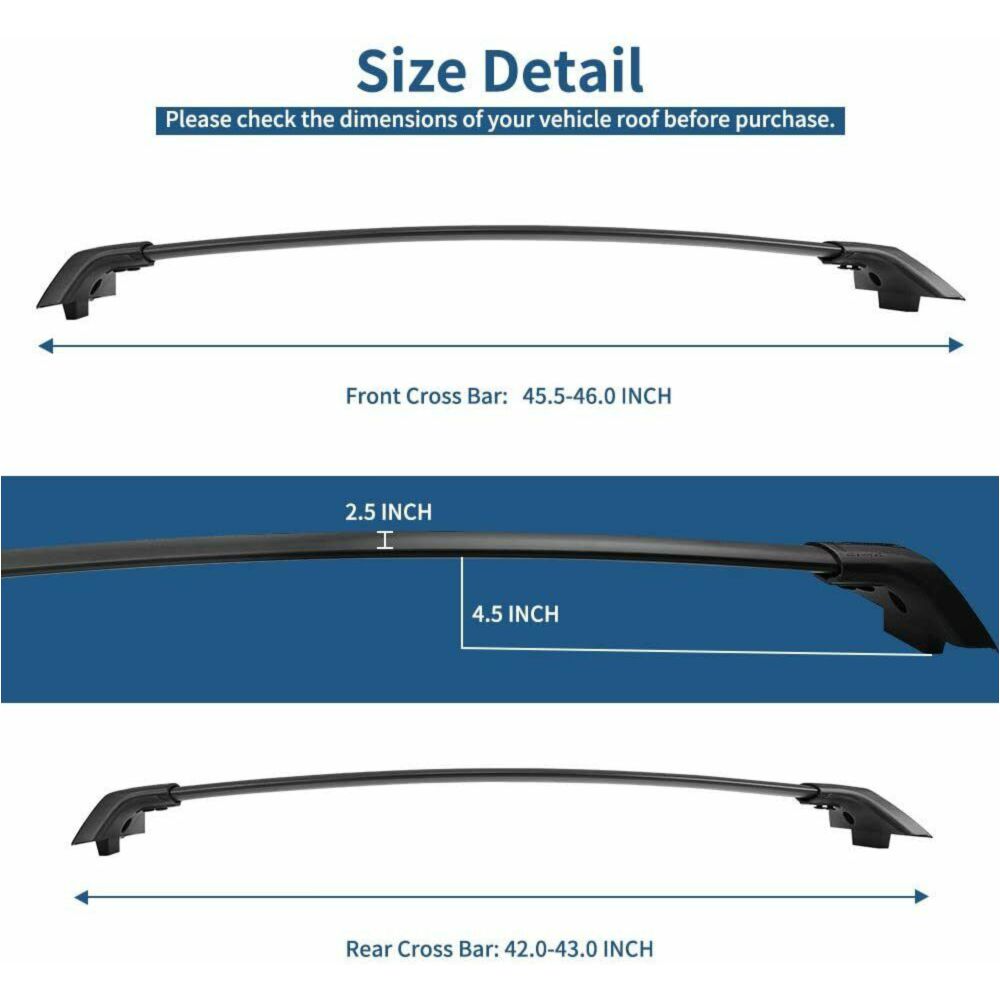 Size Detail
Please check the dimensions of your vehicle roof before purchase.
Front Cross Bar: 45.5-46.0 INCH
2.5 INCH
4.5 INCH
Rear Cross Bar: 42.0-43.0 INCH